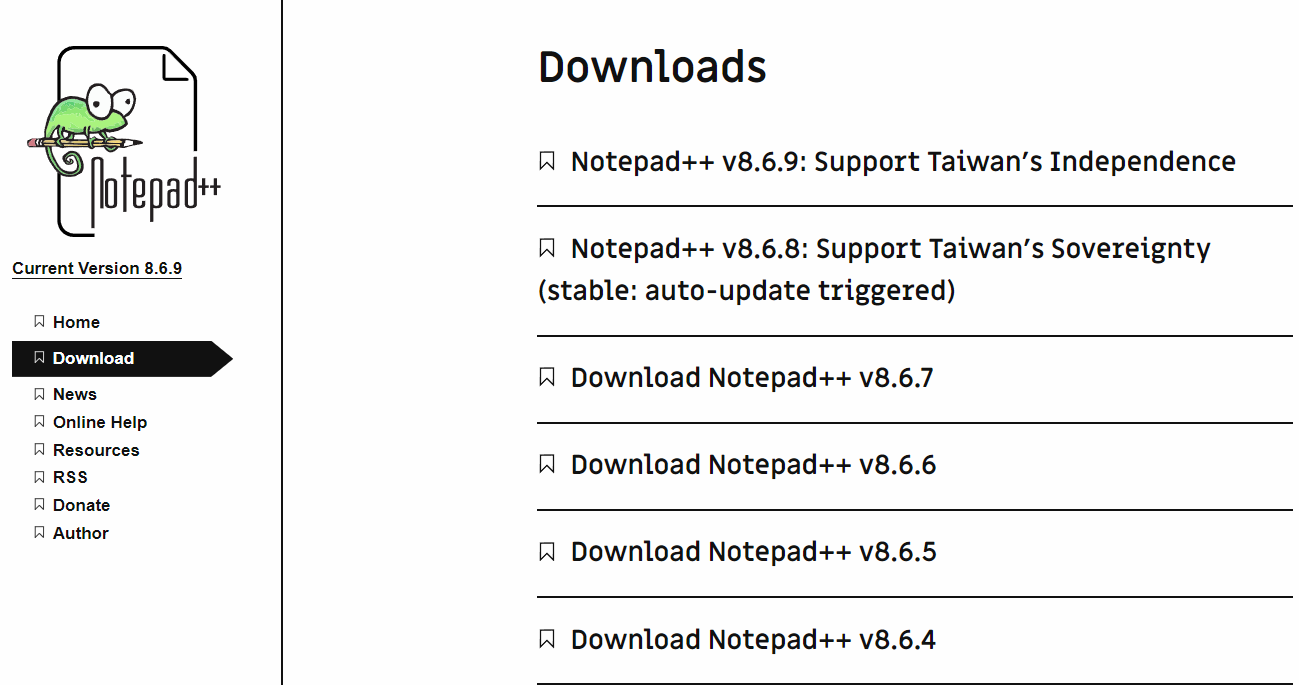 Notepad++
Current Version 8.6.9
Home
Download
News
Online Help
Resources
RSS
Donate
Author
Downloads
Notepad++ v8.6.9: Support Taiwan’s Independence
Notepad++ v8.6.8: Support Taiwan’s Sovereignty
(stable: auto-update triggered)
Download Notepad++ v8.6.7
Download Notepad++ v8.6.6
Download Notepad++ v8.6.5
Download Notepad++ v8.6.4